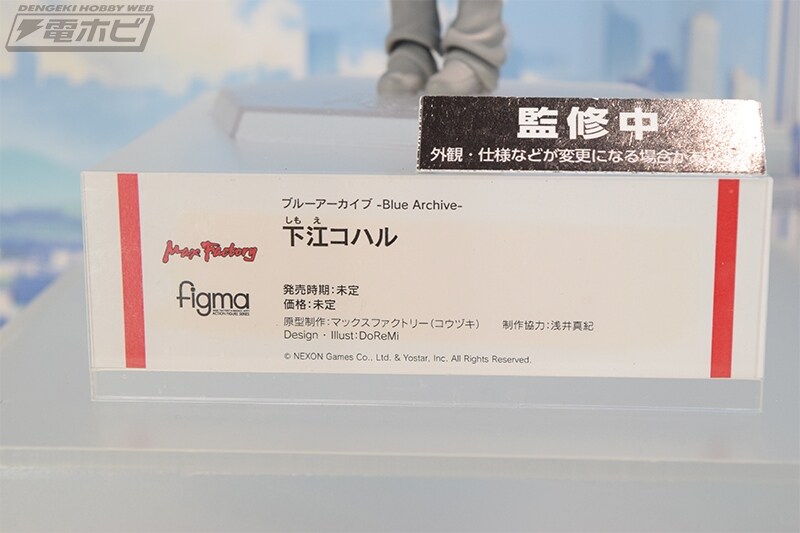 DENGEKI HOBBY WEB
電ホビ
監修中
外観・仕様などが変更になる場合が
ブルーアーカイブ -Blue Archive-
しも え
下江コハル
Max Factory
figma
ACTION FIGURE SERIES
発売時期：未定
価格：未定
原型制作：マックスファクトリー（コウヅキ） 制作協力：浅井真紀
Design・Illust：DoReMi
© NEXON Games Co., Ltd. & Yostar, Inc. All Rights Reserved.